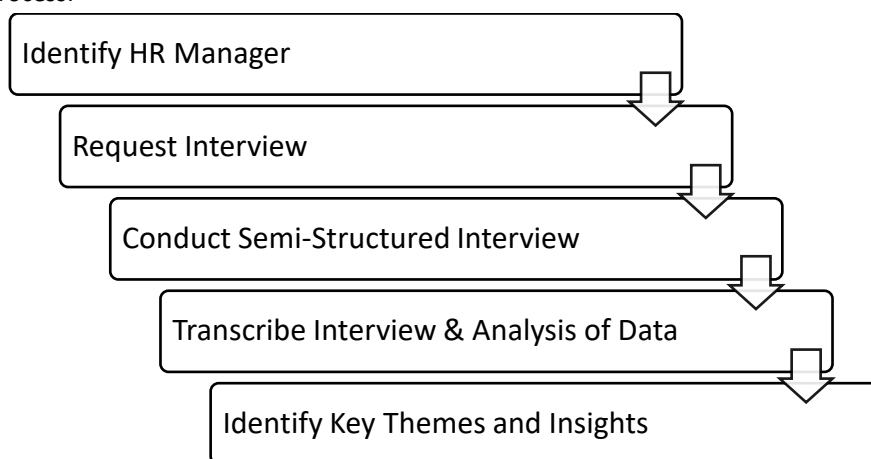 Identify HR Manager
Request Interview
Conduct Semi-Structured Interview
Transcribe Interview & Analysis of Data
Identify Key Themes and Insights